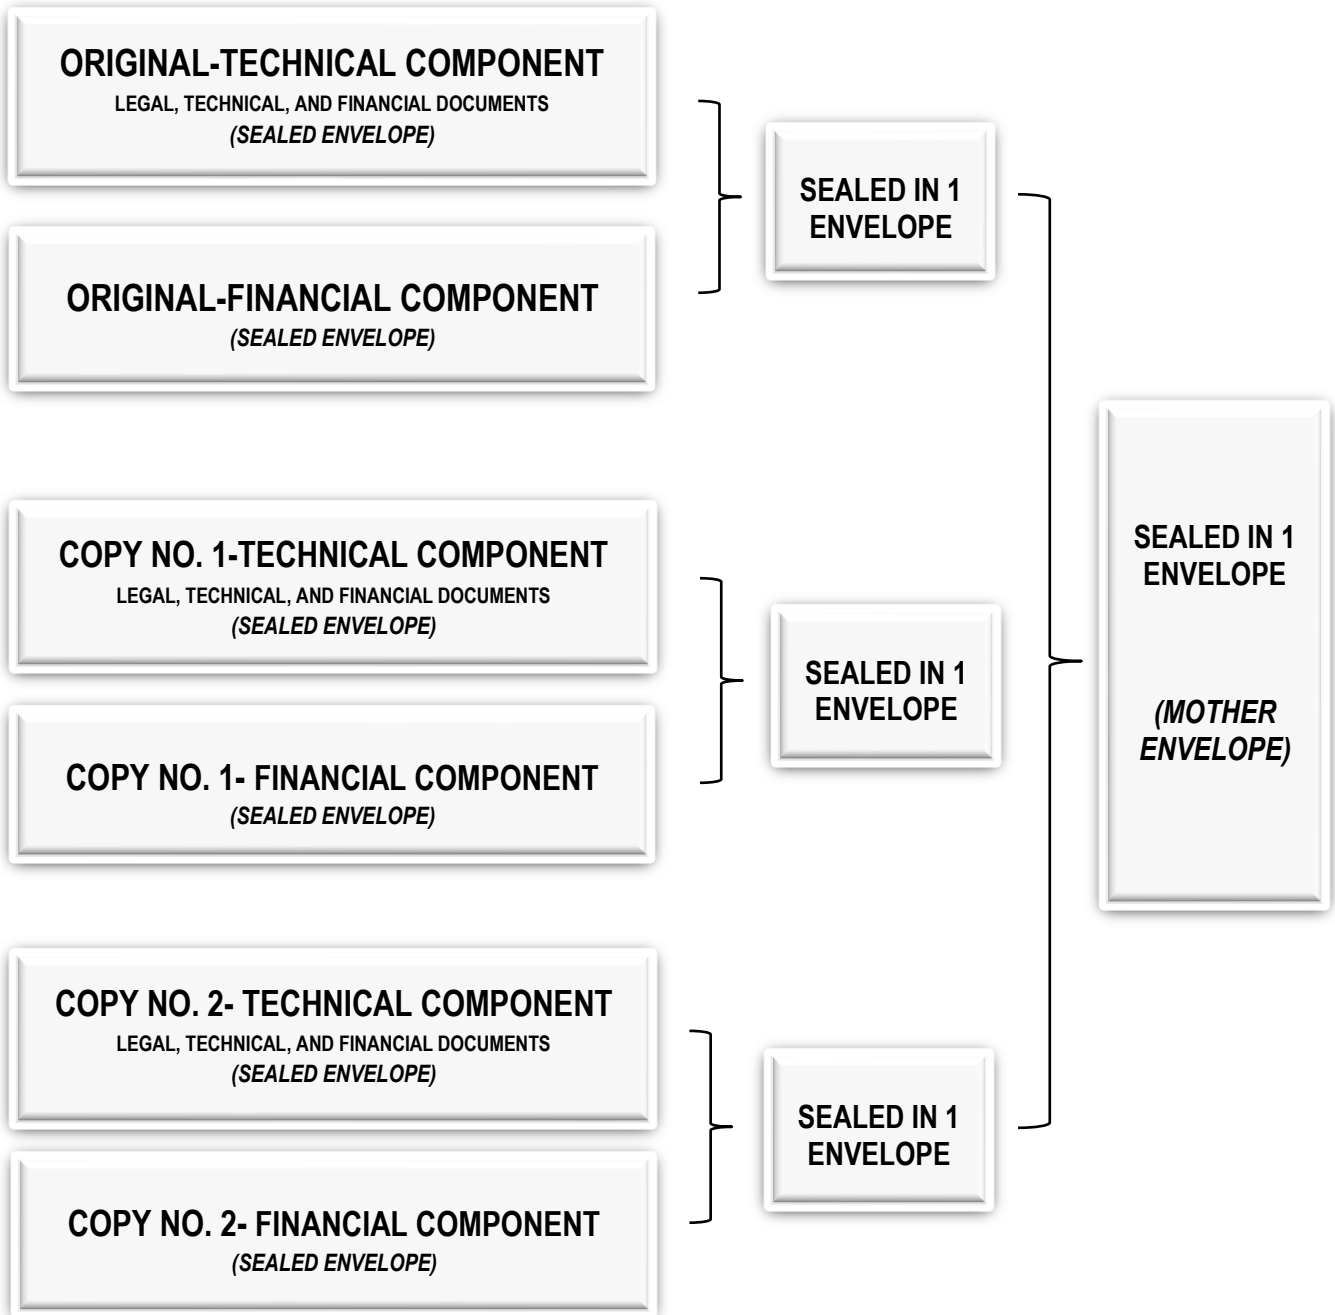 ORIGINAL-TECHNICAL COMPONENT
LEGAL, TECHNICAL, AND FINANCIAL DOCUMENTS
(SEALED ENVELOPE)
ORIGINAL-FINANCIAL COMPONENT
(SEALED ENVELOPE)
SEALED IN 1
ENVELOPE
COPY NO. 1-TECHNICAL COMPONENT
LEGAL, TECHNICAL, AND FINANCIAL DOCUMENTS
(SEALED ENVELOPE)
COPY NO. 1- FINANCIAL COMPONENT
(SEALED ENVELOPE)
SEALED IN 1
ENVELOPE
COPY NO. 2- TECHNICAL COMPONENT
LEGAL, TECHNICAL, AND FINANCIAL DOCUMENTS
(SEALED ENVELOPE)
COPY NO. 2- FINANCIAL COMPONENT
(SEALED ENVELOPE)
SEALED IN 1
ENVELOPE
SEALED IN 1
ENVELOPE
(MOTHER
ENVELOPE)